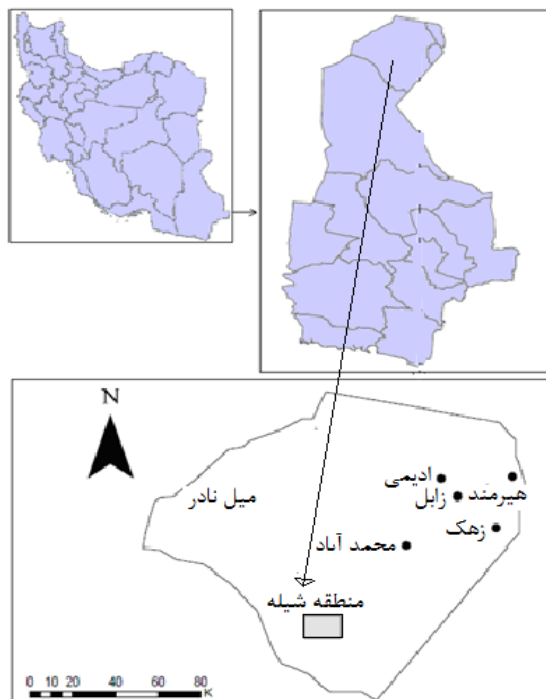 N
ادیمی
هیرمند
میل نادر
زابل
زهک
محمد آباد
منطقه شیله
0 10 20 40 60 80
K